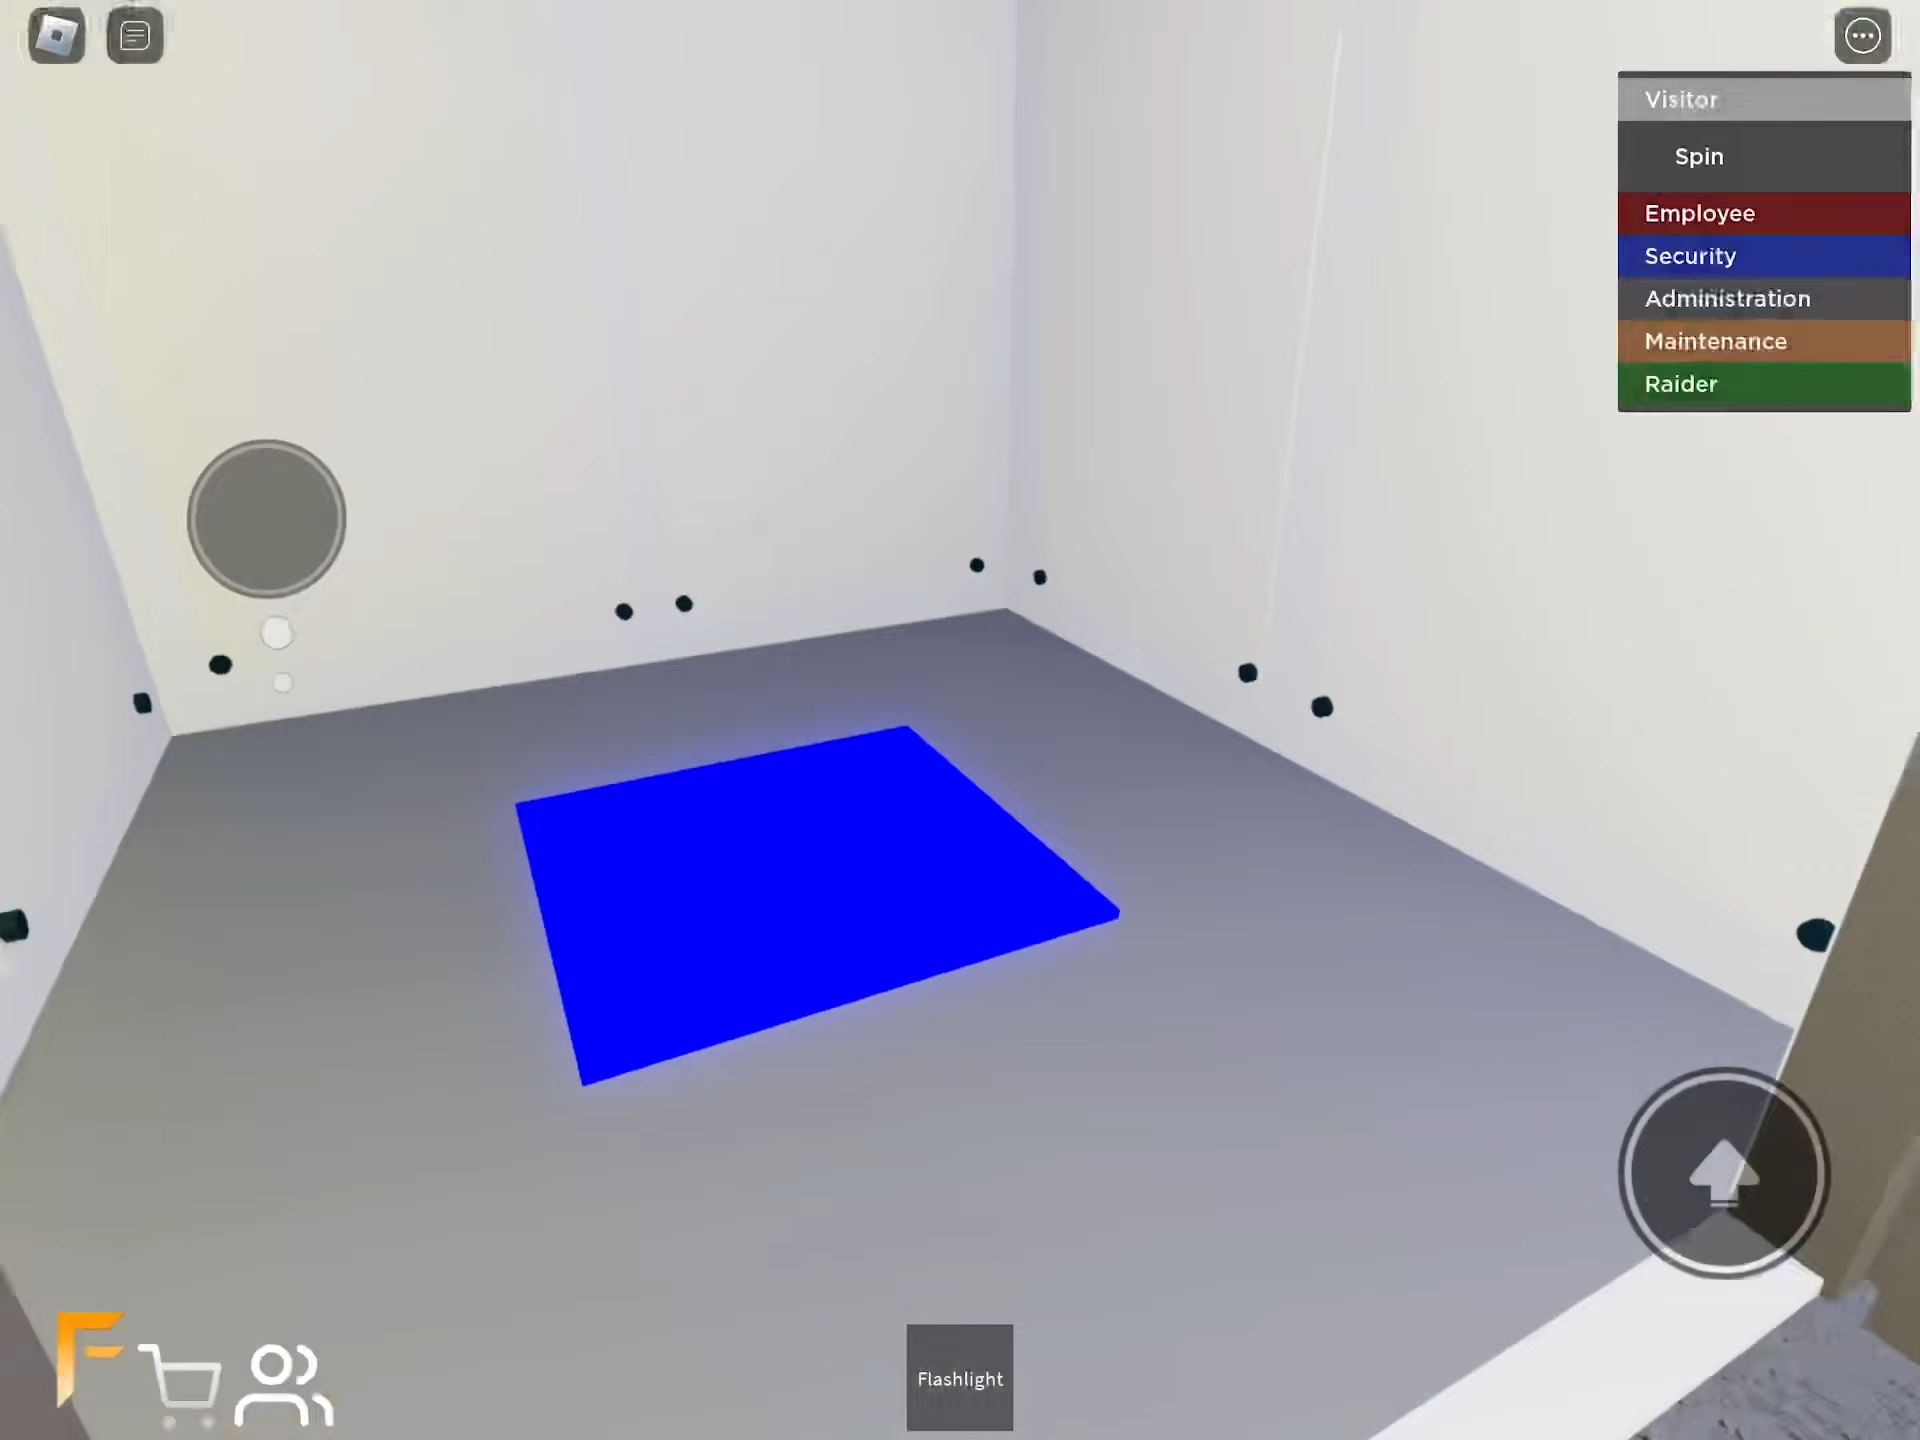 Visitor
Spin
Employee
Security
Administration
Maintenance
Raider
Flashlight